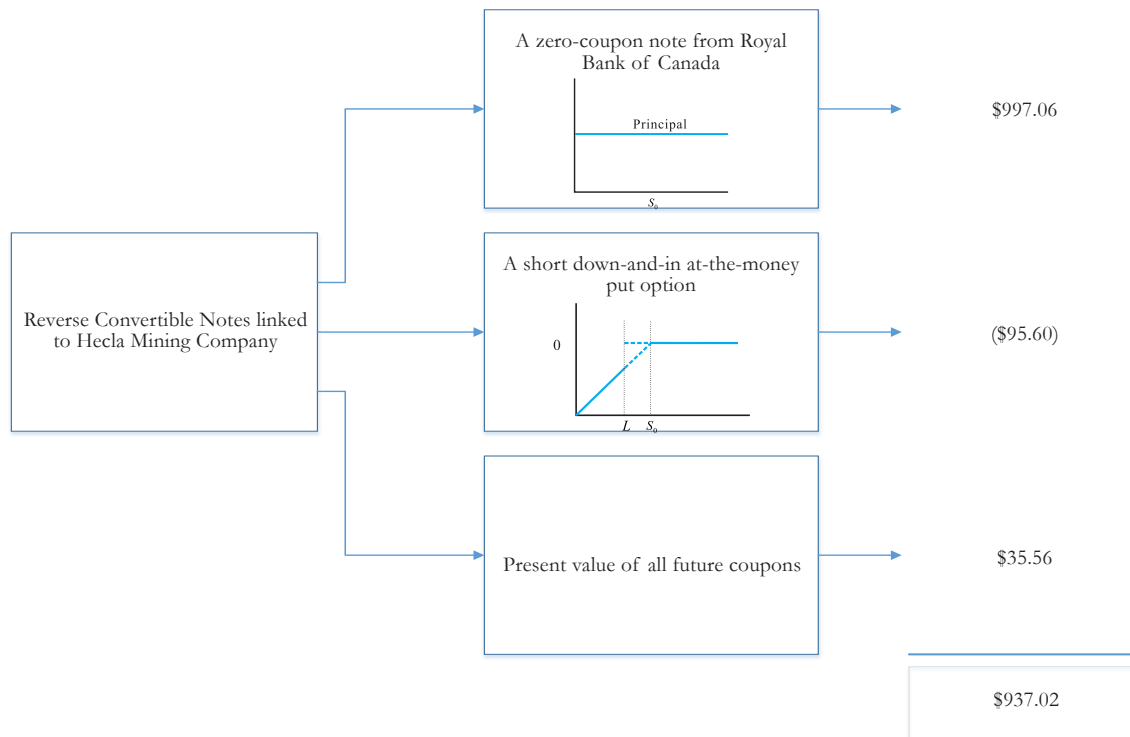 A zero-coupon note from Royal
Bank of Canada
Principal
S₀
$997.06
Reverse Convertible Notes linked
to Hecla Mining Company
A short down-and-in at-the-money
put option
0
L S₀
($95.60)
Present value of all future coupons
$35.56
$937.02